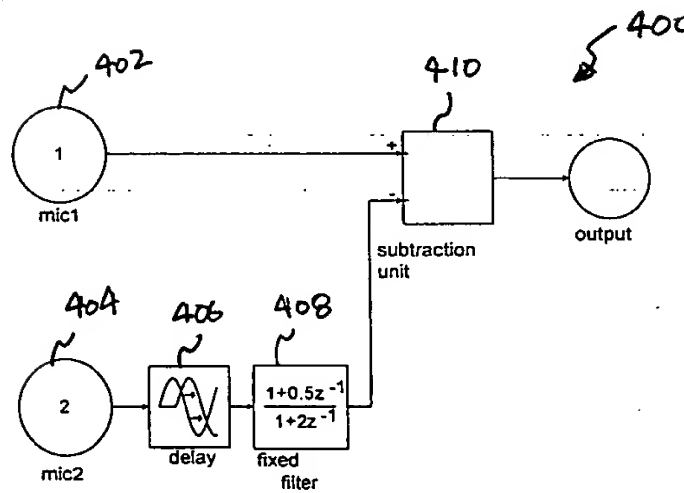 400
402
410
1
+
-
mic1
subtraction
unit
output
404
406
408
2
1+0.5z⁻¹
1+2z⁻¹
mic2
delay
fixed
filter